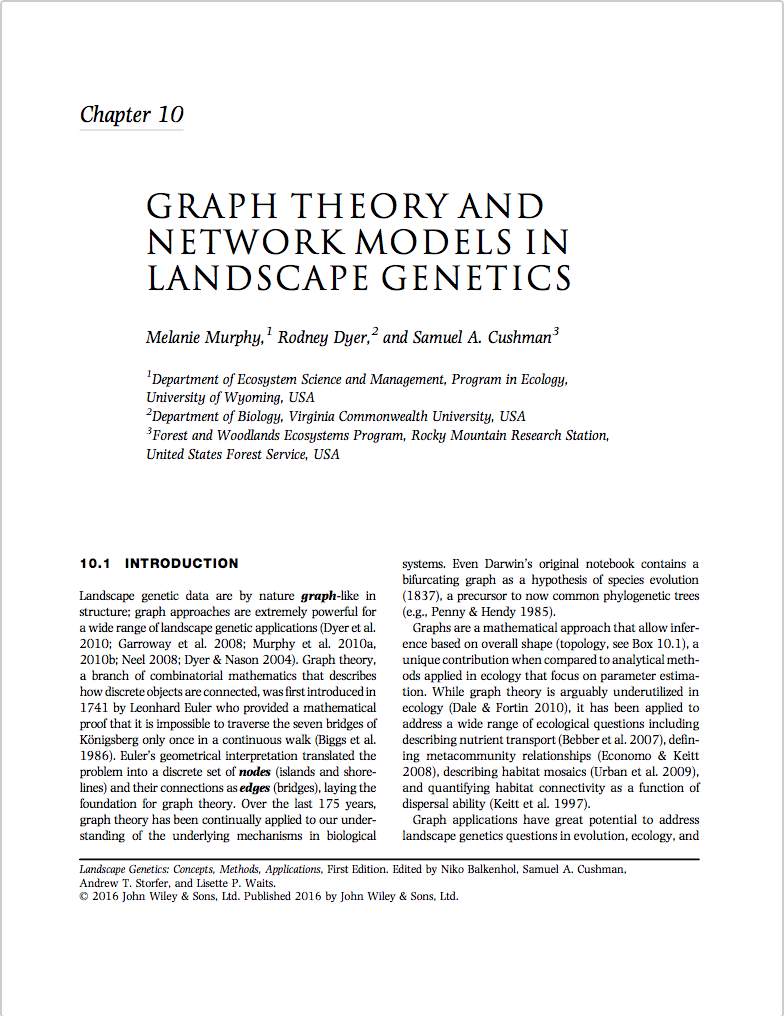 Chapter 10
GRAPH THEORY AND
NETWORK MODELS IN
LANDSCAPE GENETICS
Melanie Murphy,1 Rodney Dyer,2 and Samuel A. Cushman3
1Department of Ecosystem Science and Management, Program in Ecology,
University of Wyoming, USA
2Department of Biology, Virginia Commonwealth University, USA
3Forest and Woodlands Ecosystems Program, Rocky Mountain Research Station,
United States Forest Service, USA
10.1 INTRODUCTION
Landscape genetic data are by nature graph-like in
structure; graph approaches are extremely powerful for
a wide range of landscape genetic applications (Dyer et al.
2010; Garroway et al. 2008; Murphy et al. 2010a,
2010b; Neel 2008; Dyer & Nason 2004). Graph theory,
a branch of combinatorial mathematics that describes
how discrete objects are connected, was first introduced in
1741 by Leonhard Euler who provided a mathematical
proof that it is impossible to traverse the seven bridges of
Königsberg only once in a continuous walk (Biggs et al.
1986). Euler's geometrical interpretation translated the
problem into a discrete set of nodes (islands and shore-
lines) and their connections as edges (bridges), laying the
foundation for graph theory. Over the last 175 years,
graph theory has been continually applied to our under-
standing of the underlying mechanisms in biological
systems. Even Darwin's original notebook contains a
bifurcating graph as a hypothesis of species evolution
(1837), a precursor to now common phylogenetic trees
(e.g., Penny & Hendy 1985).
Graphs are a mathematical approach that allow infer-
ence based on overall shape (topology, see Box 10.1), a
unique contribution when compared to analytical meth-
ods applied in ecology that focus on parameter estima-
tion. While graph theory is arguably underutilized in
ecology (Dale & Fortin 2010), it has been applied to
address a wide range of ecological questions including
describing nutrient transport (Bebber et al. 2007), defin-
ing metacommunity relationships (Economo & Keitt
2008), describing habitat mosaics (Urban et al. 2009),
and quantifying habitat connectivity as a function of
dispersal ability (Keitt et al. 1997).
Graph applications have great potential to address
landscape genetics questions in evolution, ecology, and
Landscape Genetics: Concepts, Methods, Applications, First Edition. Edited by Niko Balkenhol, Samuel A. Cushman,
Andrew T. Storfer, and Lisette P. Waits.
© 2016 John Wiley & Sons, Ltd. Published 2016 by John Wiley & Sons, Ltd.